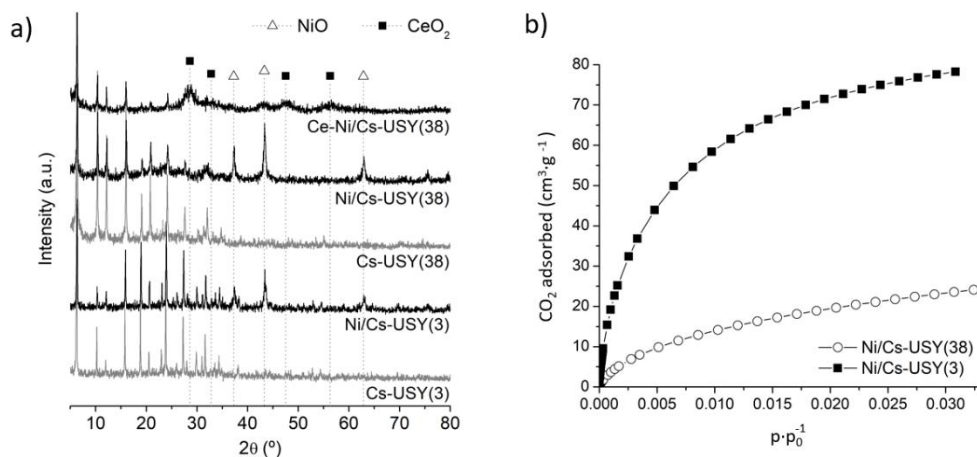 a)
△ NiO ■ CeO₂
Ce-Ni/Cs-USY(38)
Ni/Cs-USY(38)
Cs-USY(38)
Ni/Cs-USY(3)
Cs-USY(3)
Intensity (a.u.)
10 20 30 40 50 60 70 80
2θ (º)
b)
80
70
60
50
40
30
20
10
0
CO₂ adsorbed (cm³·g⁻¹)
Ni/Cs-USY(38)
Ni/Cs-USY(3)
0.000 0.005 0.010 0.015 0.020 0.025 0.030
p·p₀⁻¹